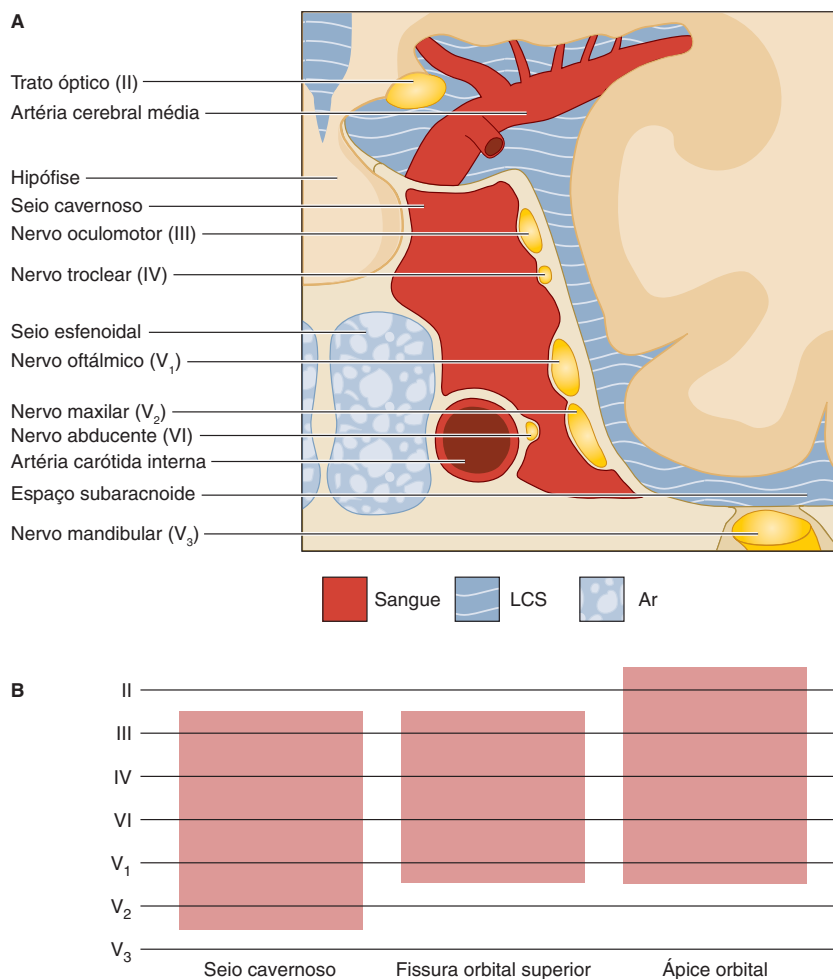 A
Trato óptico (II)
Artéria cerebral média
Hipófise
Seio cavernoso
Nervo oculomotor (III)
Nervo troclear (IV)
Seio esfenoidal
Nervo oftálmico (V₁)
Nervo maxilar (V₂)
Nervo abducente (VI)
Artéria carótida interna
Espaço subaracnoide
Nervo mandibular (V₃)
Sangue LCS Ar
B
II
III
IV
VI
V₁
V₂
V₃
Seio cavernoso Fissura orbital superior Ápice orbital